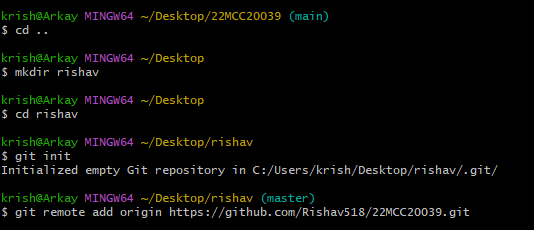 krish@Arkay MINGW64 ~/Desktop/22MCC20039 (main)
$ cd ..
krish@Arkay MINGW64 ~/Desktop
$ mkdir rishav
krish@Arkay MINGW64 ~/Desktop
$ cd rishav
krish@Arkay MINGW64 ~/Desktop/rishav
$ git init
Initialized empty Git repository in C:/Users/krish/Desktop/rishav/.git/
krish@Arkay MINGW64 ~/Desktop/rishav (master)
$ git remote add origin https://github.com/Rishav518/22MCC20039.git